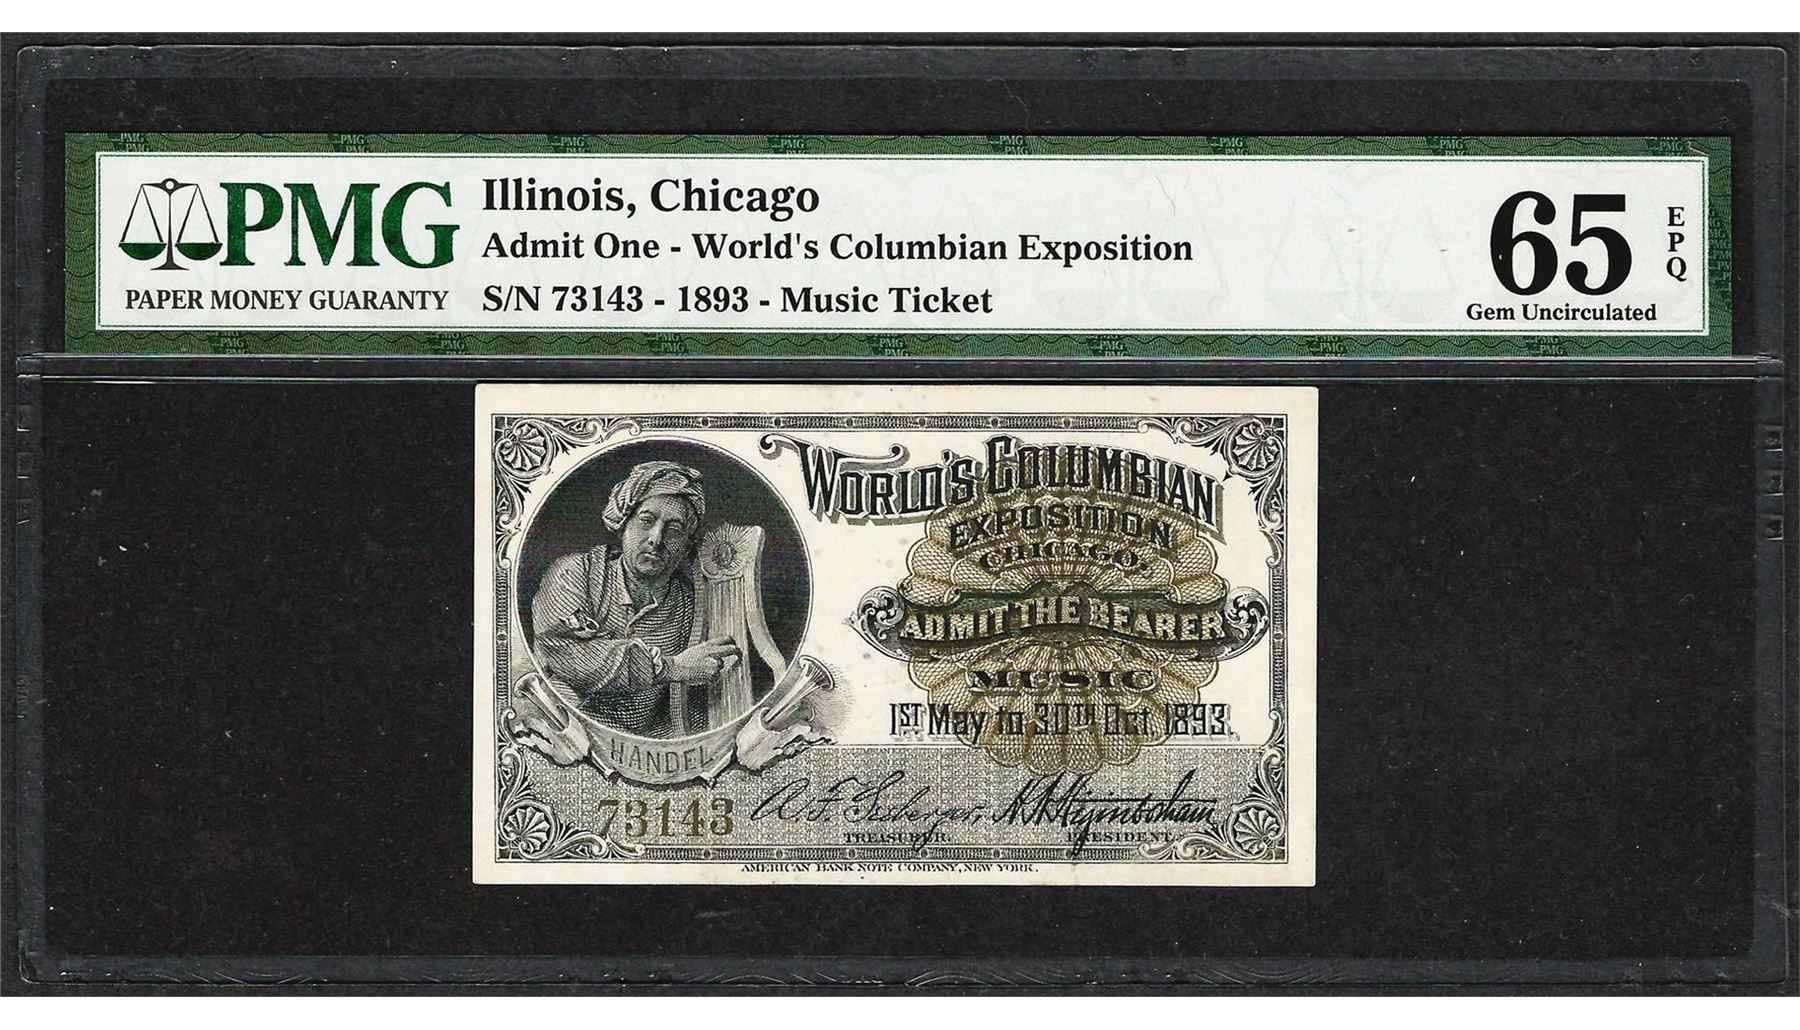 PMG
PAPER MONEY GUARANTY
Illinois, Chicago
Admit One - World's Columbian Exposition
S/N 73143 - 1893 - Music Ticket
65
EPQ
Gem Uncirculated
WORLD'S COLUMBIAN
EXPOSITION
CHICAGO,
ADMIT THE BEARER
MUSIC
1ST May to 30TH Oct. 1893.
HANDEL
73143
A. F. Seeberger,
TREASURER.
H. N. Higinbotham
PRESIDENT.
AMERICAN BANK NOTE COMPANY, NEW YORK.